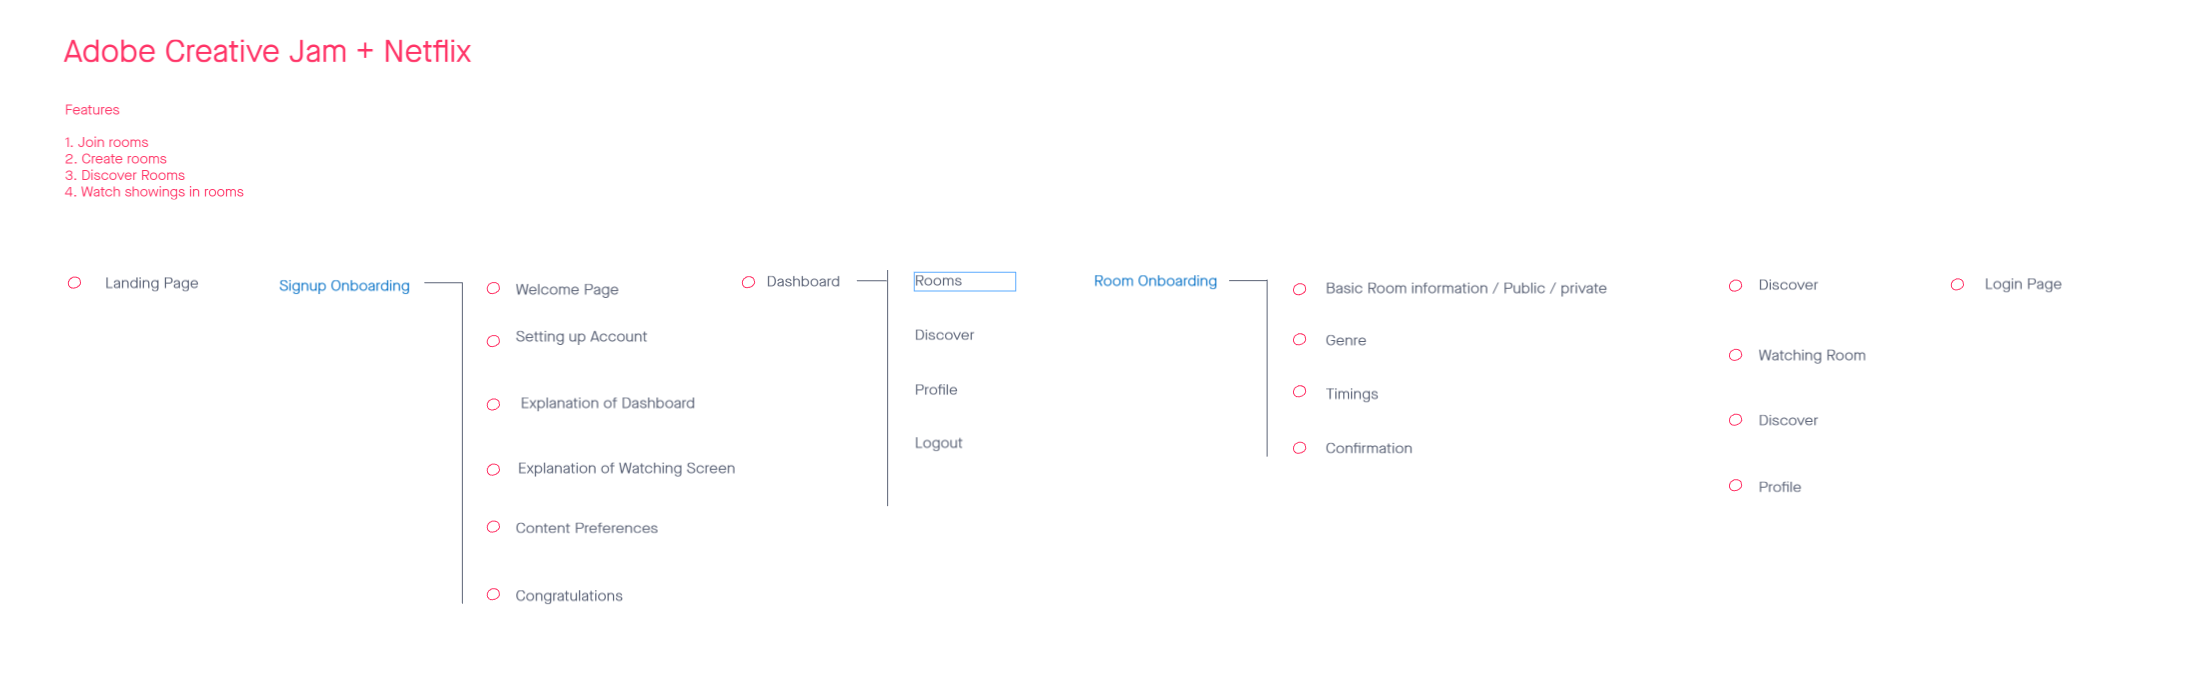 Adobe Creative Jam + Netflix
Features
1. Join rooms
2. Create rooms
3. Discover Rooms
4. Watch showings in rooms
Landing Page
Signup Onboarding
Welcome Page
Setting up Account
Explanation of Dashboard
Explanation of Watching Screen
Content Preferences
Congratulations
Dashboard
Rooms
Discover
Profile
Logout
Room Onboarding
Basic Room information / Public / private
Genre
Timings
Confirmation
Discover
Watching Room
Discover
Profile
Login Page